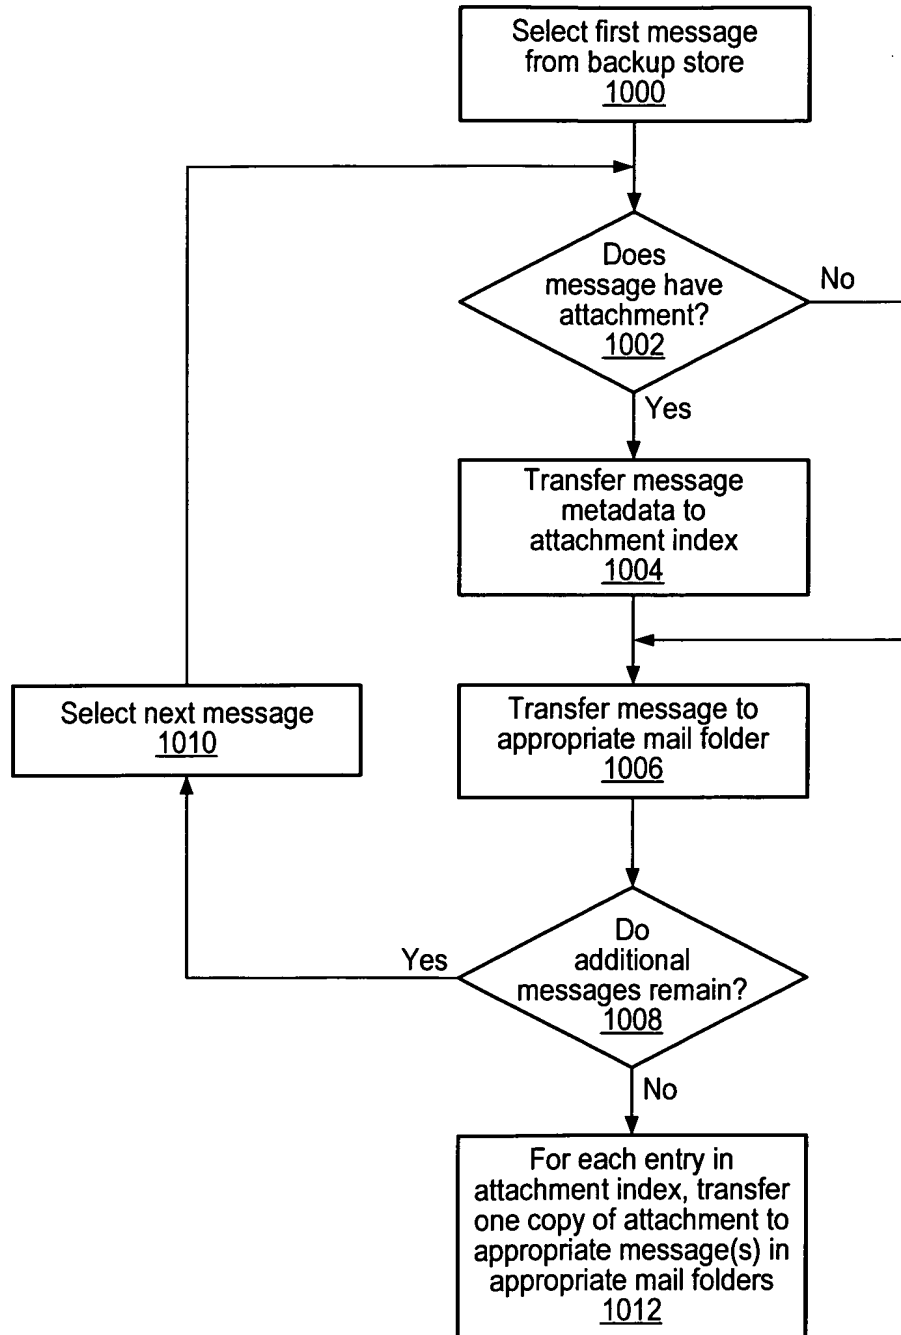 Select first message
from backup store
1000
Does
message have
attachment?
1002
No
Yes
Transfer message
metadata to
attachment index
1004
Select next message
1010
Transfer message to
appropriate mail folder
1006
Do
additional
messages remain?
1008
Yes
No
For each entry in
attachment index, transfer
one copy of attachment to
appropriate message(s) in
appropriate mail folders
1012